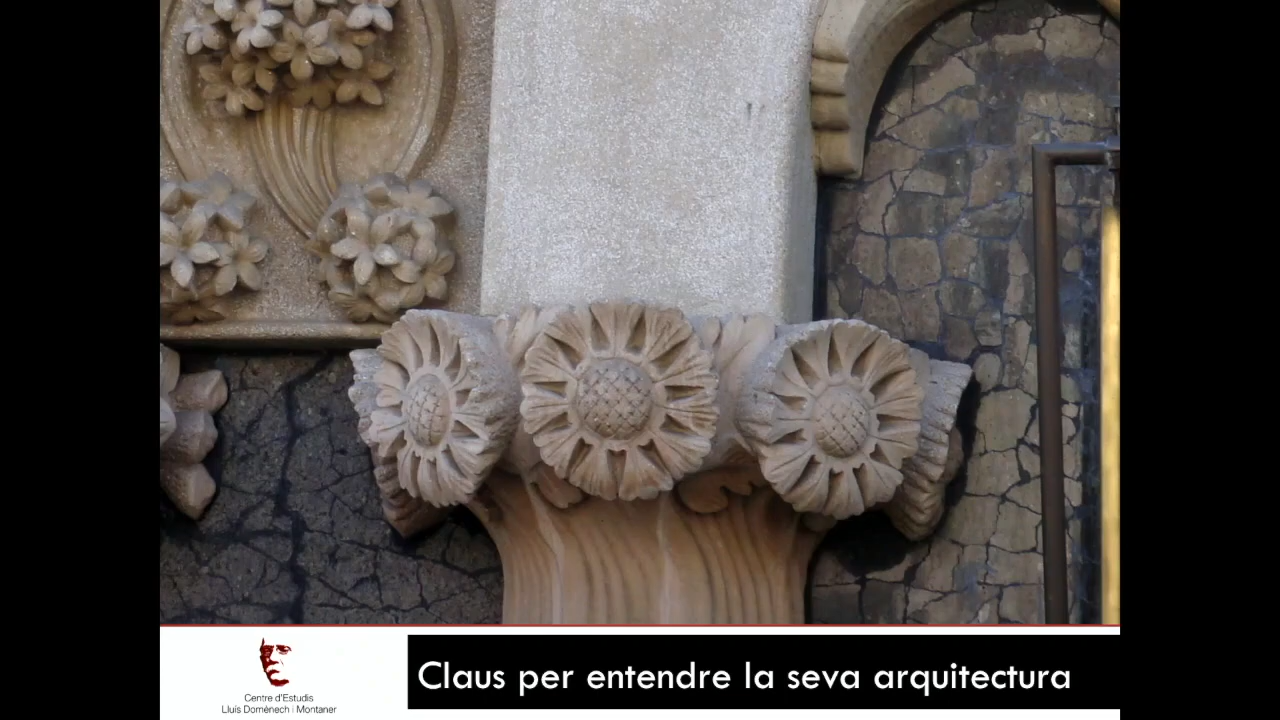 Centre d'Estudis
Lluís Domènech i Montaner
Claus per entendre la seva arquitectura